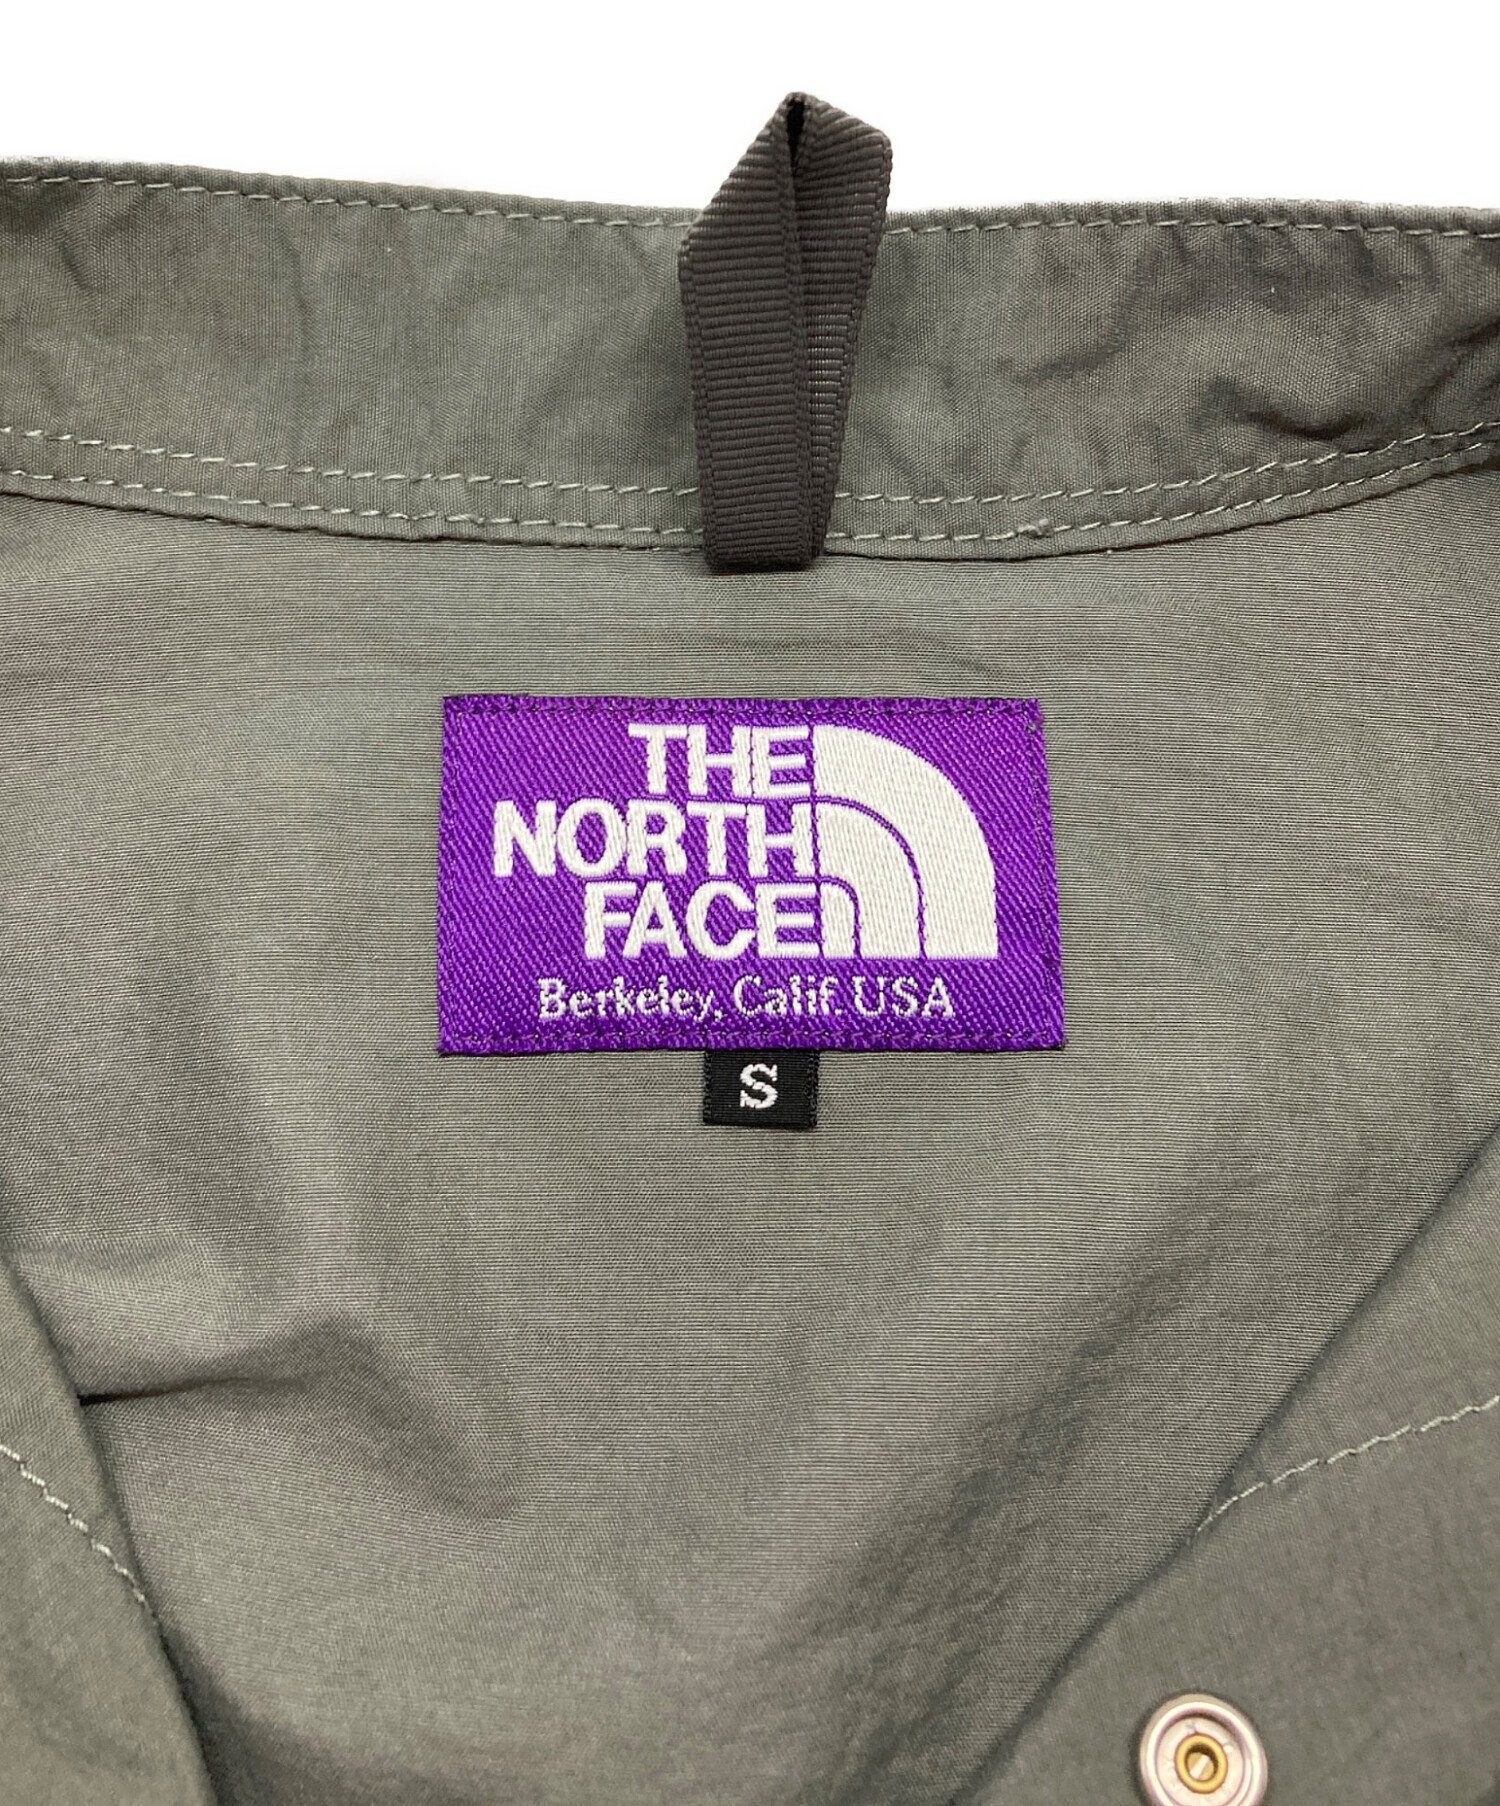 THE
NORTH
FACE
Berkeley, Calif. USA
S